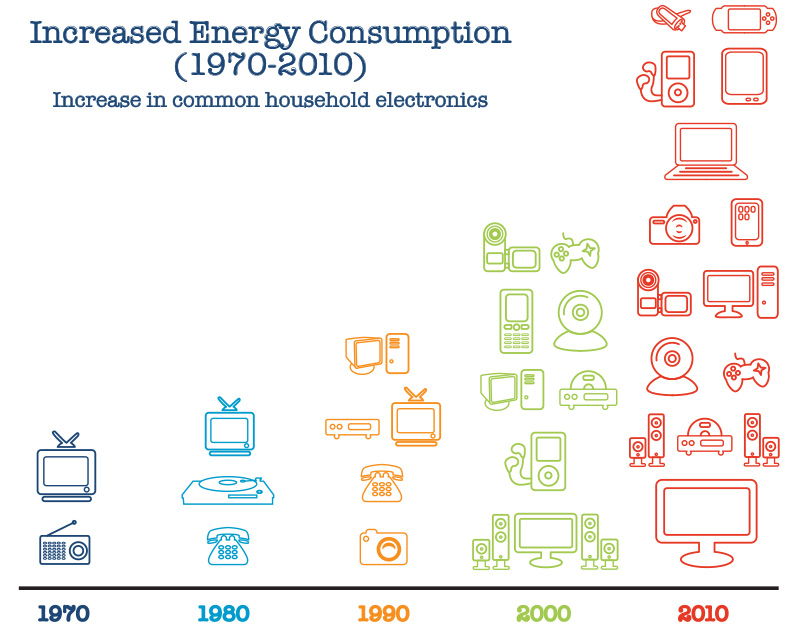 Increased Energy Consumption
(1970-2010)
Increase in common household electronics
1970 1980 1990 2000 2010